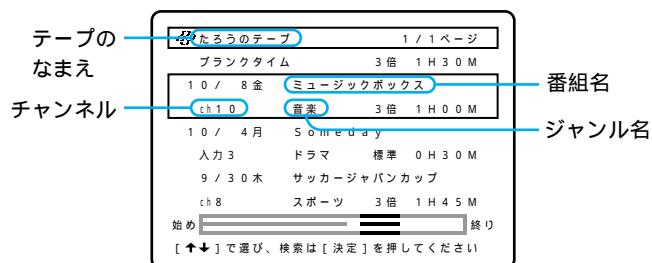 テープの
なまえ
チャンネル
たろうのテープ 1/1ページ
ブランクタイム 3倍 1H30M
10/ 8金 ミュージックボックス
ch10 音楽 3倍 1H00M
10/ 4月 Someday
入力3 ドラマ 標準 0H30M
9/30木 サッカージャパンカップ
ch8 スポーツ 3倍 1H45M
始め 終り
[↑↓]で選び、検索は[決定]を押してください
番組名
ジャンル名